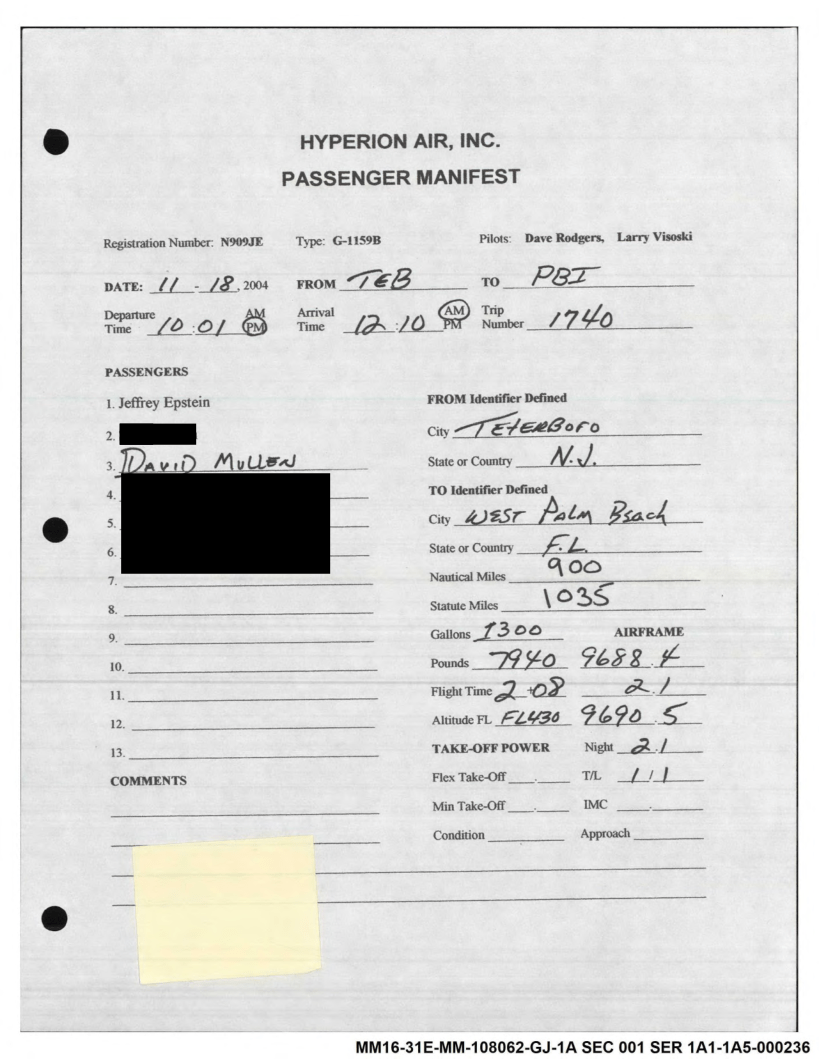 HYPERION AIR, INC.
PASSENGER MANIFEST
Registration Number: N909JE Type: G-1159B Pilots: Dave Rodgers, Larry Visoski
DATE: 11 - 18, 2004 FROM TEB TO PBI
Departure Time 10:01 AM PM Arrival Time 12:10 AM PM Trip Number 1740
PASSENGERS
1. Jeffrey Epstein
2.
3. DAVID MULLEN
4.
5.
6.
7.
8.
9.
10.
11.
12.
13.
COMMENTS
FROM Identifier Defined
City TETERBORO
State or Country N.J.
TO Identifier Defined
City WEST PALM Beach
State or Country F.L.
Nautical Miles 900
Statute Miles 1035
Gallons 1300 AIRFRAME
Pounds 7940 9688.4
Flight Time 2+08 2.1
Altitude FL FL430 9690.5
TAKE-OFF POWER Night 2.1
Flex Take-Off . T/L 1/1
Min Take-Off . IMC .
Condition Approach
MM16-31E-MM-108062-GJ-1A SEC 001 SER 1A1-1A5-000236